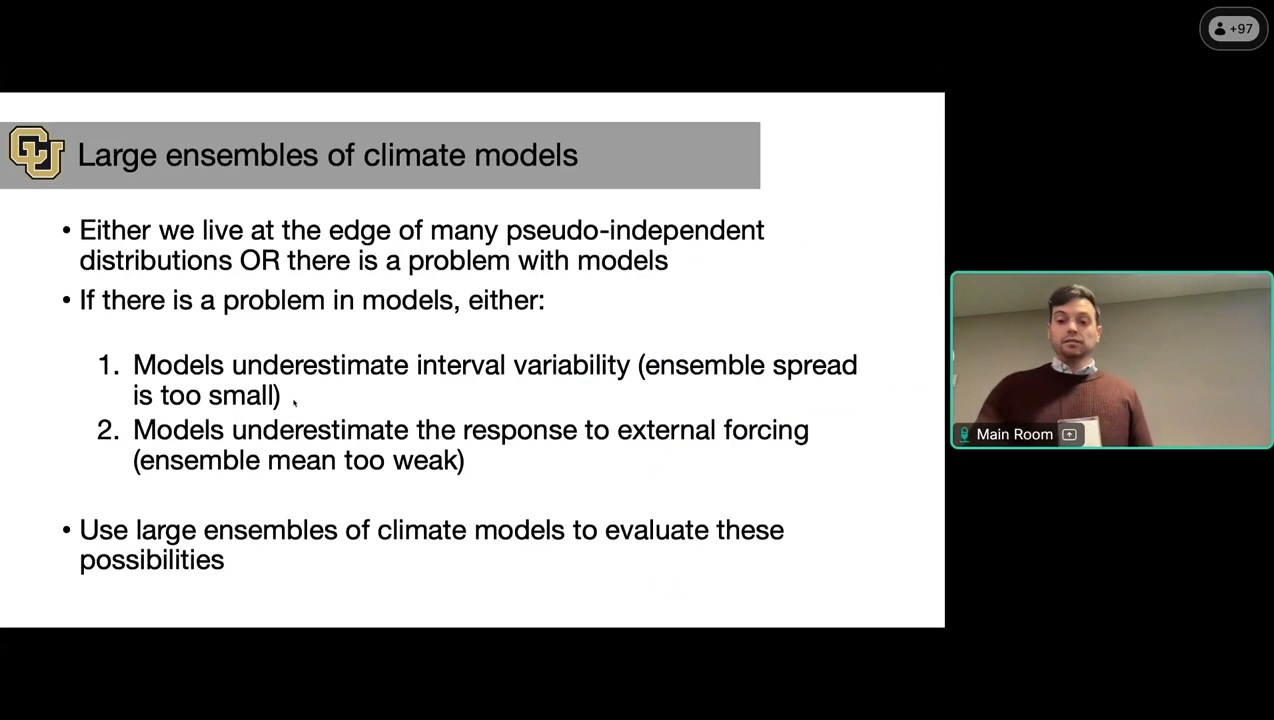 +97
CU
Large ensembles of climate models
• Either we live at the edge of many pseudo-independent
distributions OR there is a problem with models
• If there is a problem in models, either:
1. Models underestimate interval variability (ensemble spread
is too small)
2. Models underestimate the response to external forcing
(ensemble mean too weak)
• Use large ensembles of climate models to evaluate these
possibilities
Main Room